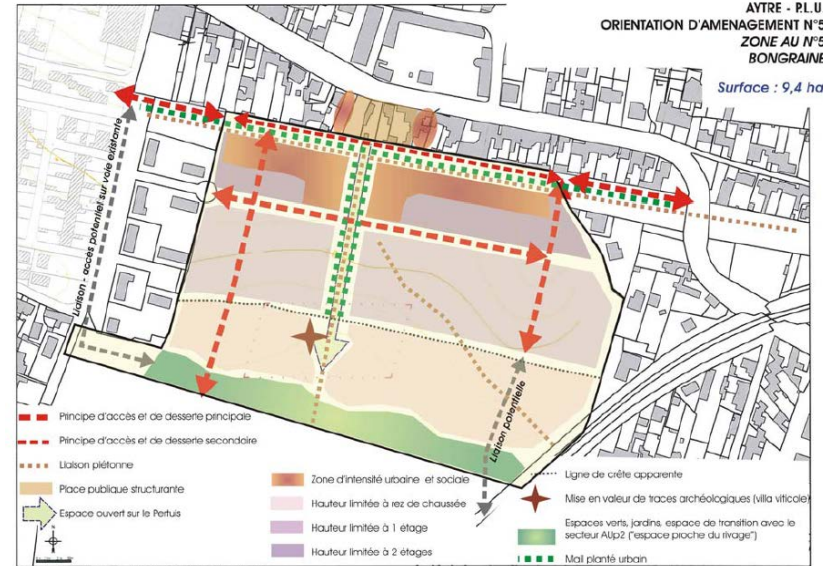 AYTRE - P.L.U
ORIENTATION D'AMENAGEMENT N°5
ZONE AU N°5
BONGRAINE
Surface : 9,4 ha
Liaison - accès potentiel sur voie existante
Liaison potentielle
Principe d'accès et de desserte principale
Principe d'accès et de desserte secondaire
Liaison piétonne
Place publique structurante
Espace ouvert sur le Pertuis
Zone d'intensité urbaine et sociale
Hauteur limitée à rez de chaussée
Hauteur limitée à 1 étage
Hauteur limitée à 2 étages
Ligne de crête apparente
Mise en valeur de traces archéologiques (villa viticole)
Espaces verts, jardins, espace de transition avec le
secteur AUp2 ("espace proche du rivage")
Mail planté urbain